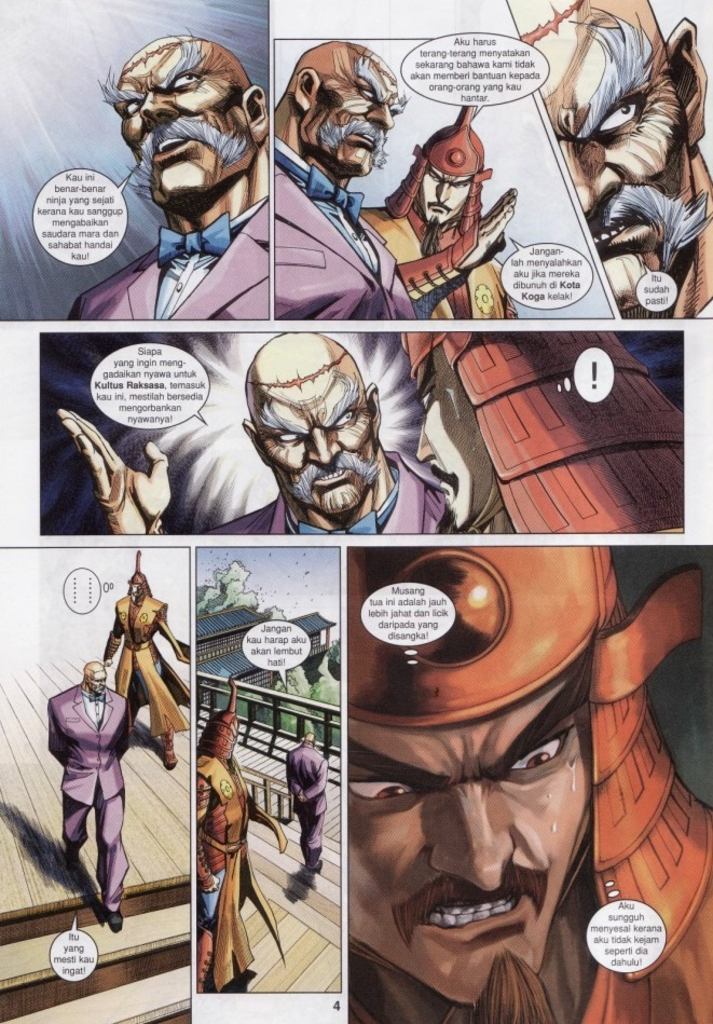 Kau ini
benar-benar
ninja yang sejati
kerana kau sanggup
mengabaikan
saudara mara dan
sahabat handai
kau!
Aku harus
terang-terang menyatakan
sekarang bahawa kami tidak
akan memberi bantuan kepada
orang-orang yang kau
hantar.
Jangan-
lah menyalahkan
aku jika mereka
dibunuh di Kota
Koga kelak!
Itu
sudah
pasti!
Siapa
yang ingin meng-
gadaikan nyawa untuk
Kultus Raksasa, temasuk
kau ini, mestilah bersedia
mengorbankan
nyawanya!
!
Itu
yang
mesti kau
ingat!
Jangan
kau harap aku
akan lembut
hati!
Musang
tua ini adalah jauh
lebih jahat dan licik
daripada yang
disangka!
Aku
sungguh
menyesal kerana
aku tidak kejam
seperti dia
dahulu!
4